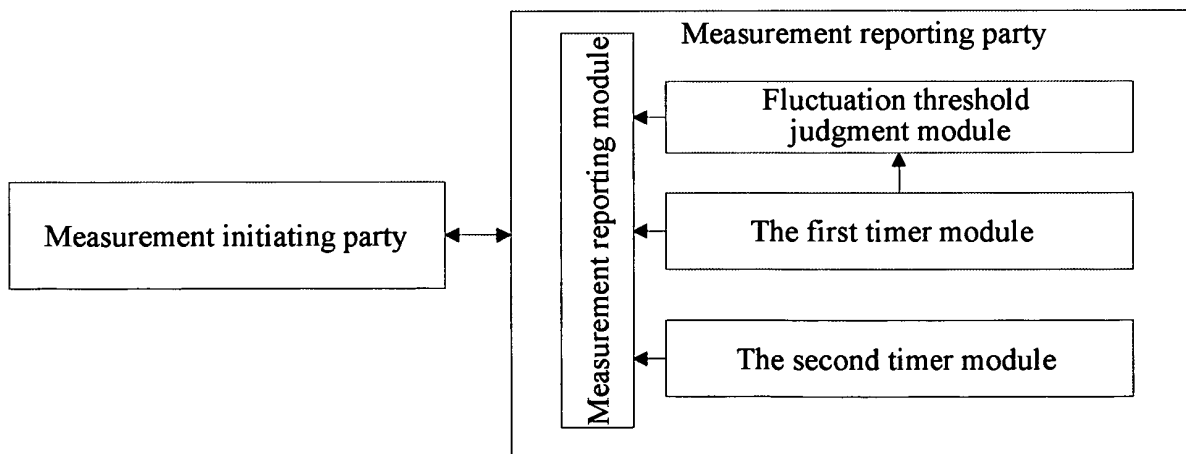 Measurement reporting party
Measurement reporting module
Fluctuation threshold
judgment module
Measurement initiating party
The first timer module
The second timer module